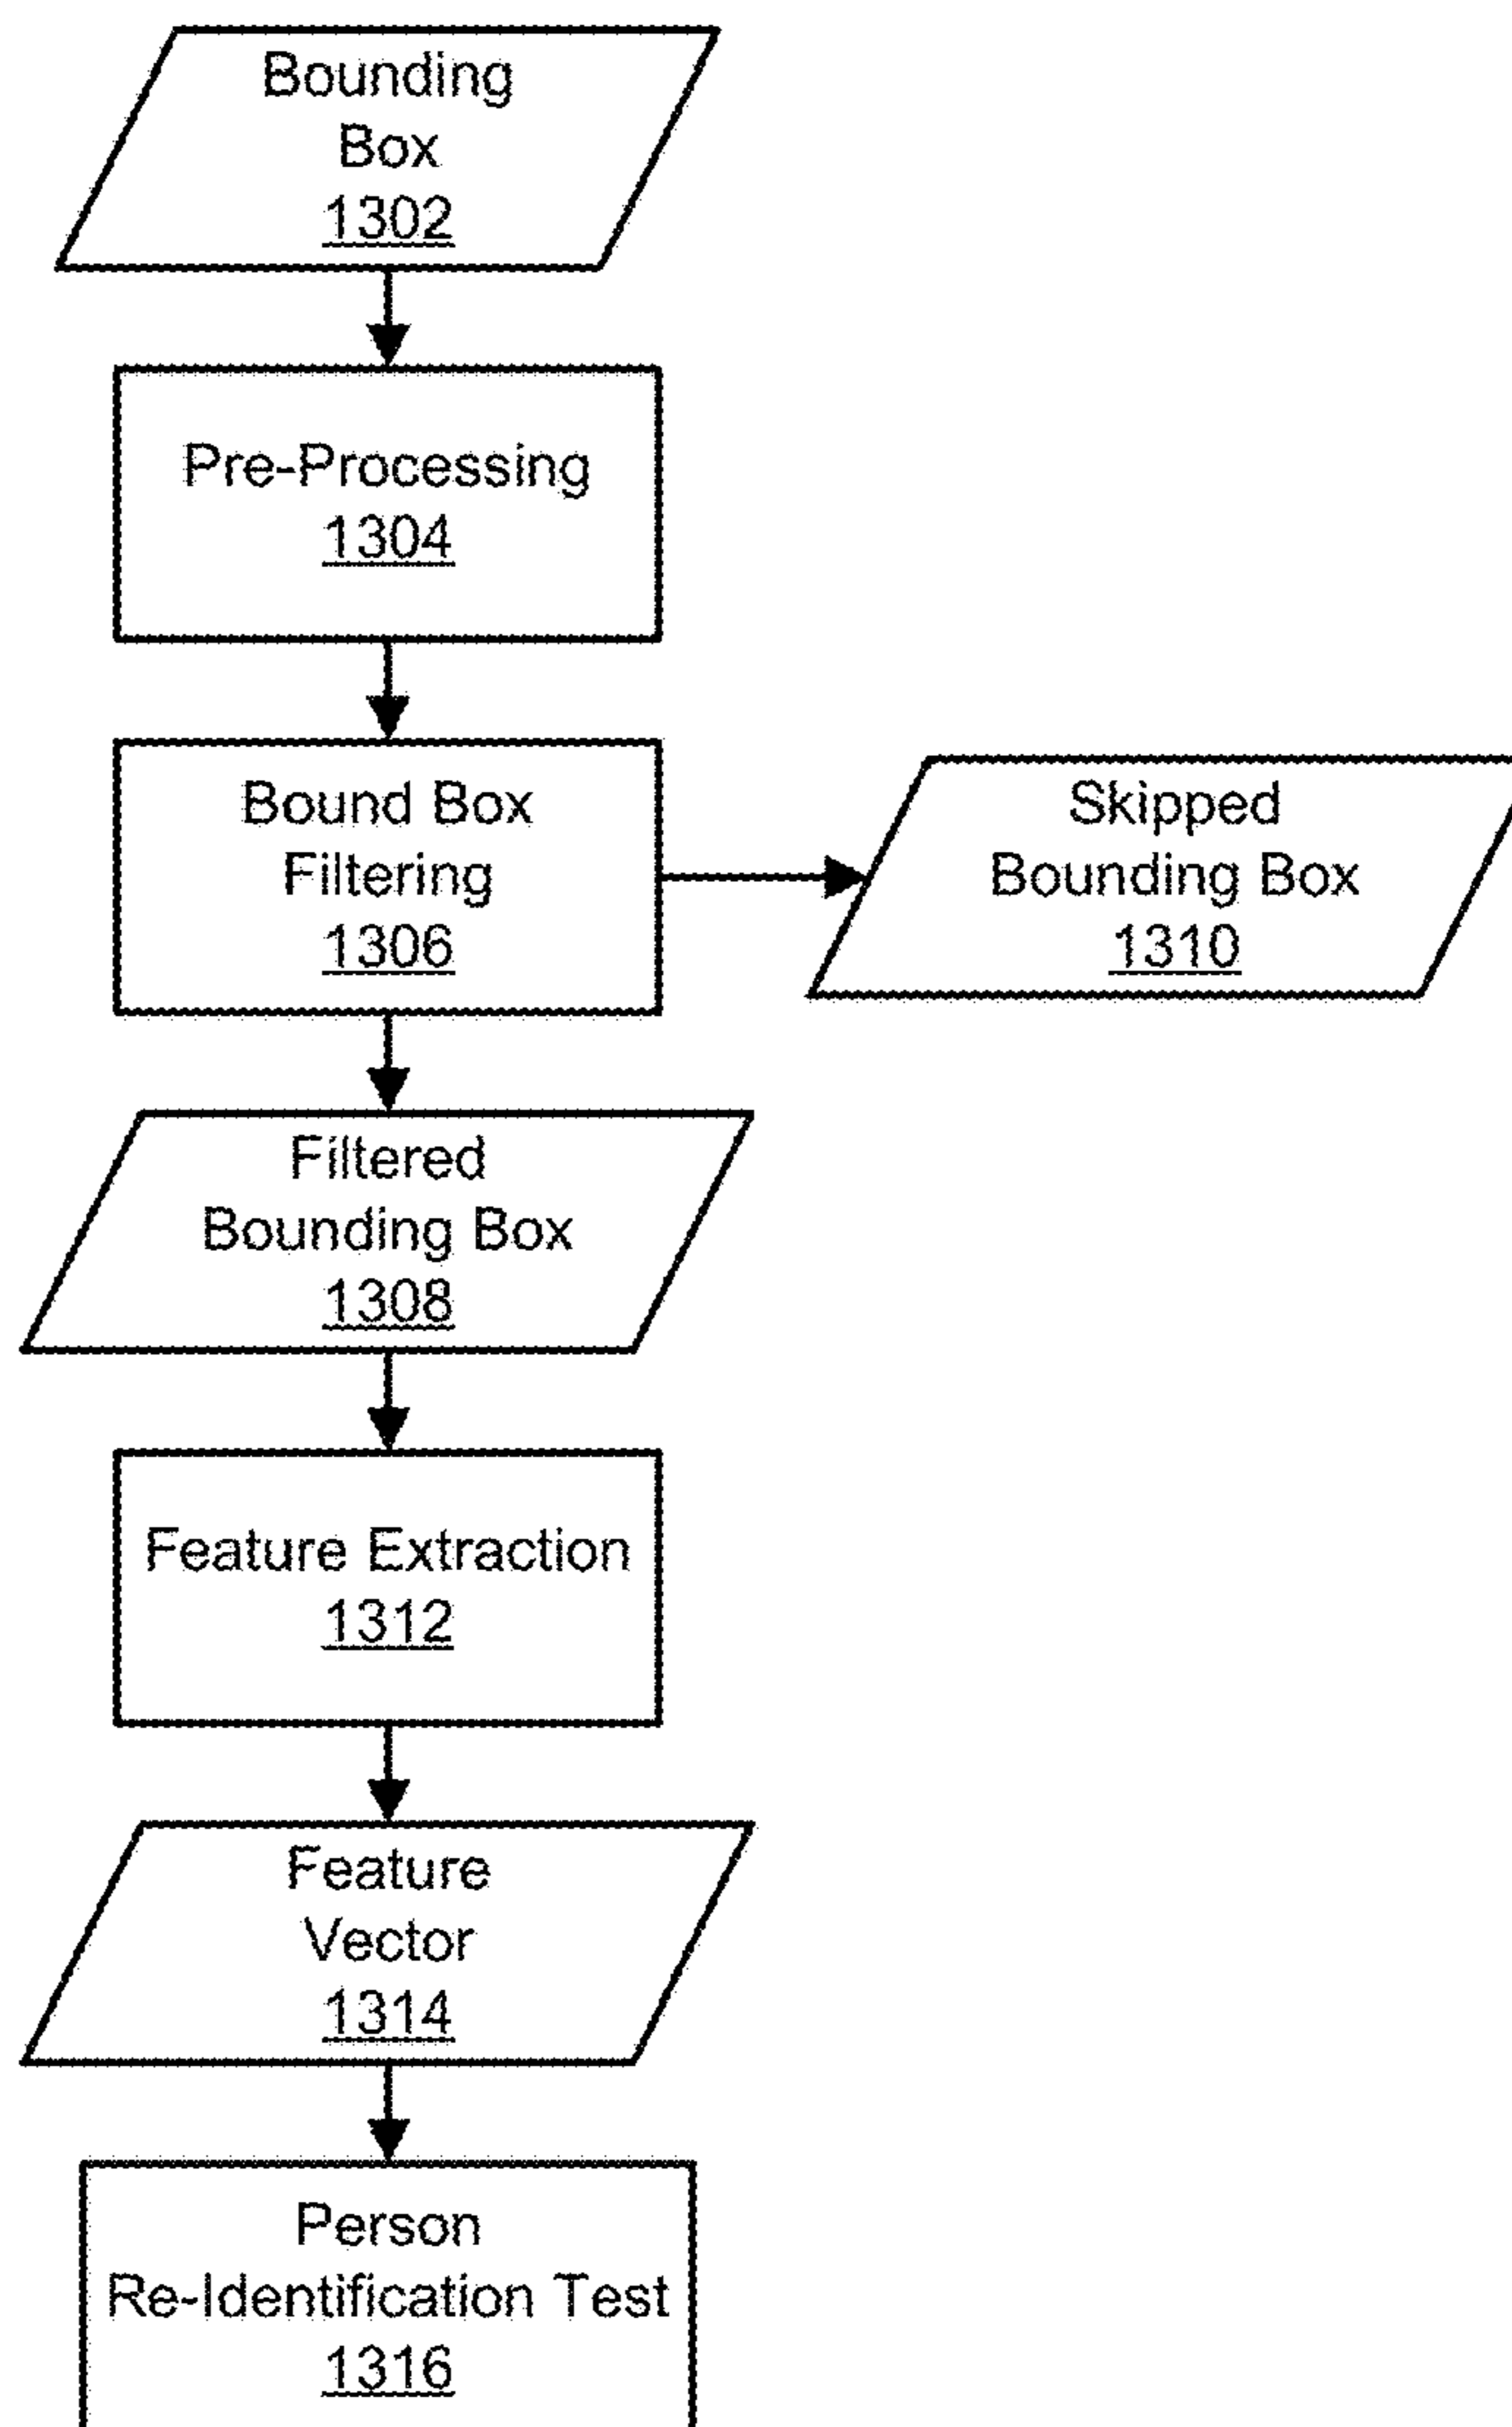 Bounding
Box
1302
Pre-Processing
1304
Bound Box
Filtering
1306
Skipped
Bounding Box
1310
Filtered
Bounding Box
1308
Feature Extraction
1312
Feature
Vector
1314
Person
Re-Identification Test
1316